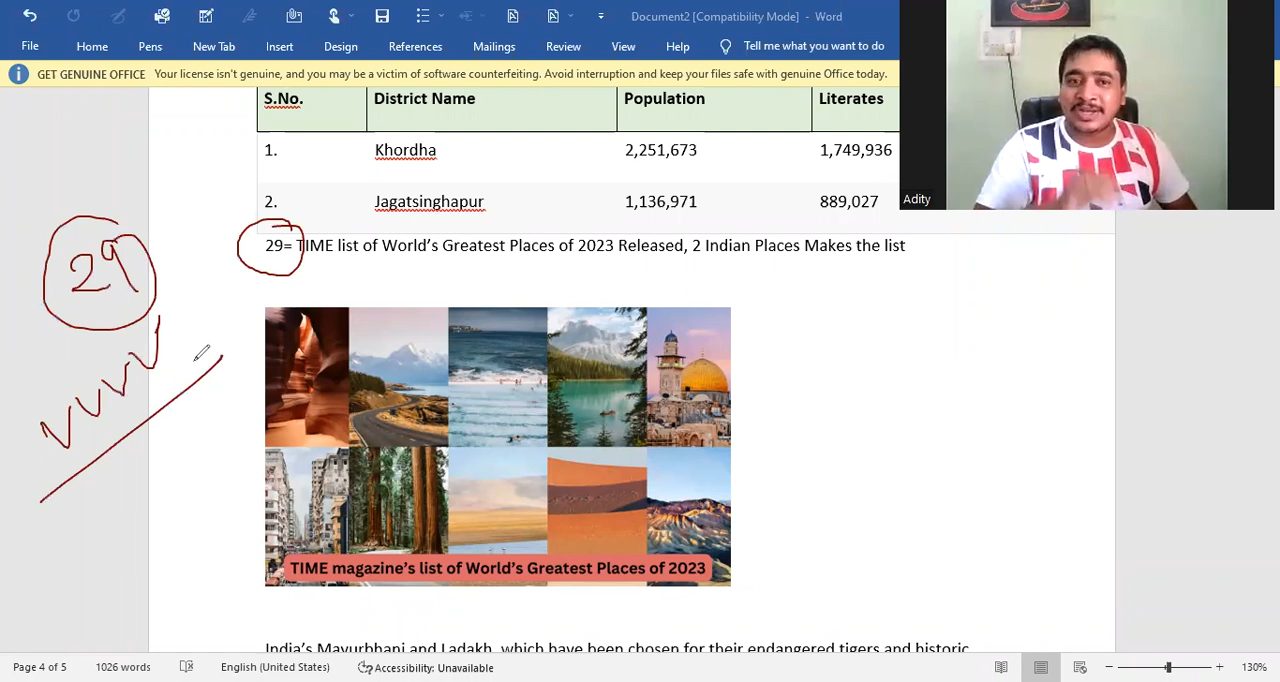 Document2 [Compatibility Mode] - Word
File Home Pens New Tab Insert Draw Design References Mailings Review View Help Tell me what you want to do
GET GENUINE OFFICE Your license isn't genuine, and you may be a victim of software counterfeiting. Avoid interruption and keep your files safe with genuine Office today.
S.No. District Name Population Literates
1. Khordha 2,251,673 1,749,936
2. Jagatsinghapur 1,136,971 889,027
Adity
29= TIME list of World's Greatest Places of 2023 Released, 2 Indian Places Makes the list
29
TIME magazine's list of World's Greatest Places of 2023
India's Mayurbhanj and Ladakh, which have been chosen for their endangered tigers and historic
Page 4 of 5 1026 words English (United States) Accessibility: Unavailable 130%